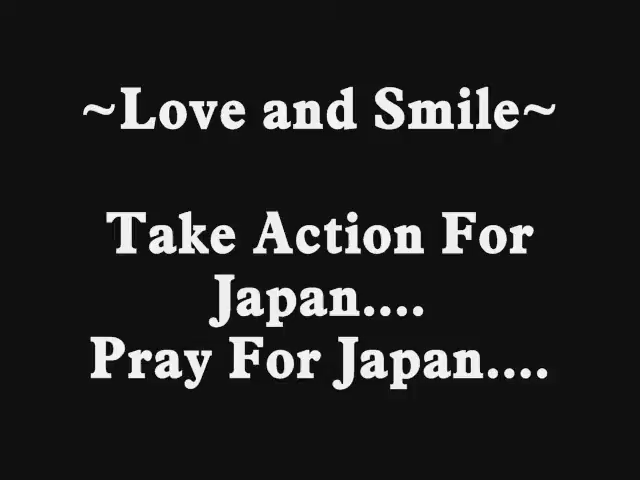 ~Love and Smile~
Take Action For
Japan....
Pray For Japan....